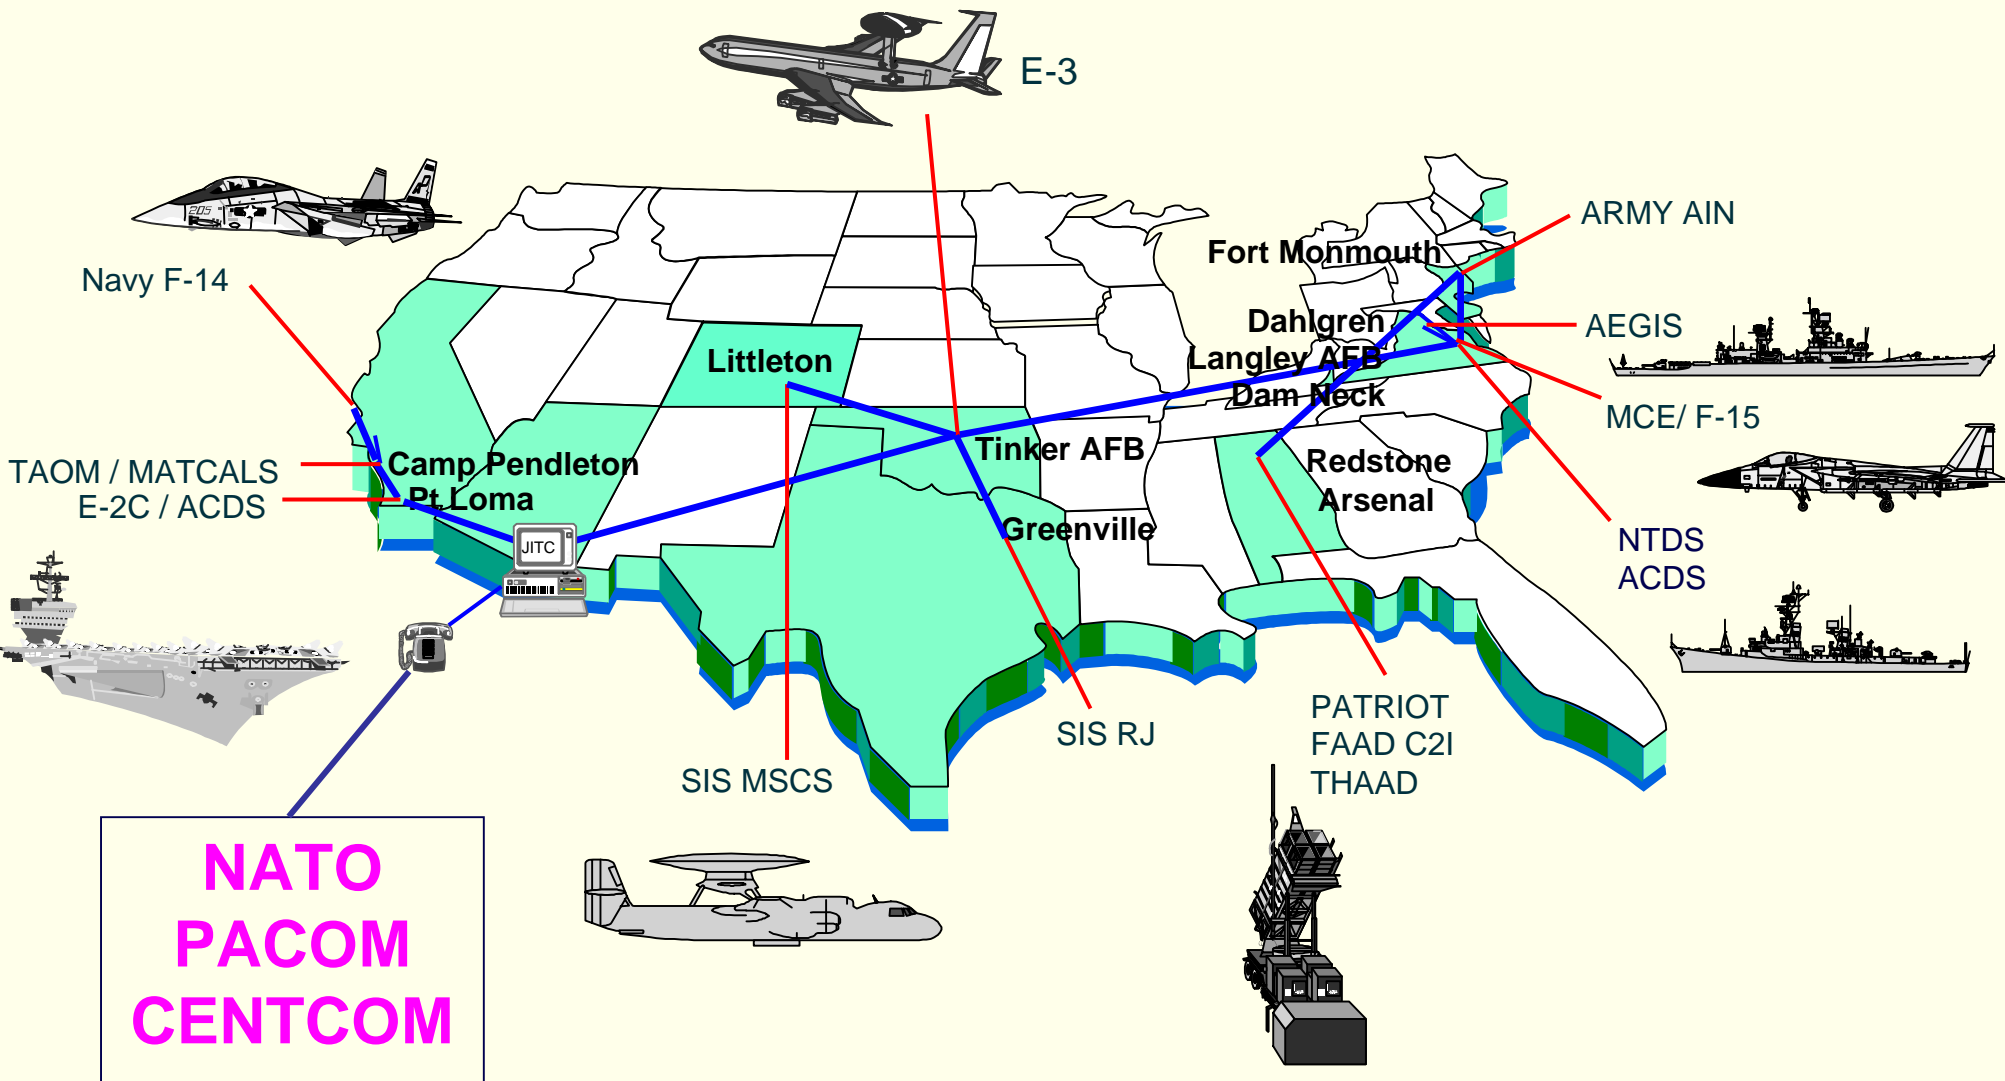 E-3
205
ARMY AIN
Fort Monmouth
Navy F-14
Dahlgren
AEGIS
Langley AFB
Littleton
Dam Neck
MCE/ F-15
Tinker AFB
TAOM / MATCALS
Camp Pendleton
Redstone
Arsenal
E-2C / ACDS
Pt Loma
Greenville
JITC
NTDS
ACDS
PATRIOT
FAAD C2I
THAAD
SIS RJ
SIS MSCS
NATO
PACOM
CENTCOM